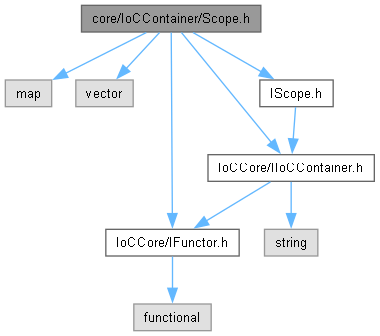 core/IoCContainer/Scope.h
map
vector
IScope.h
IoCCore/IIoCContainer.h
IoCCore/IFunctor.h
string
functional